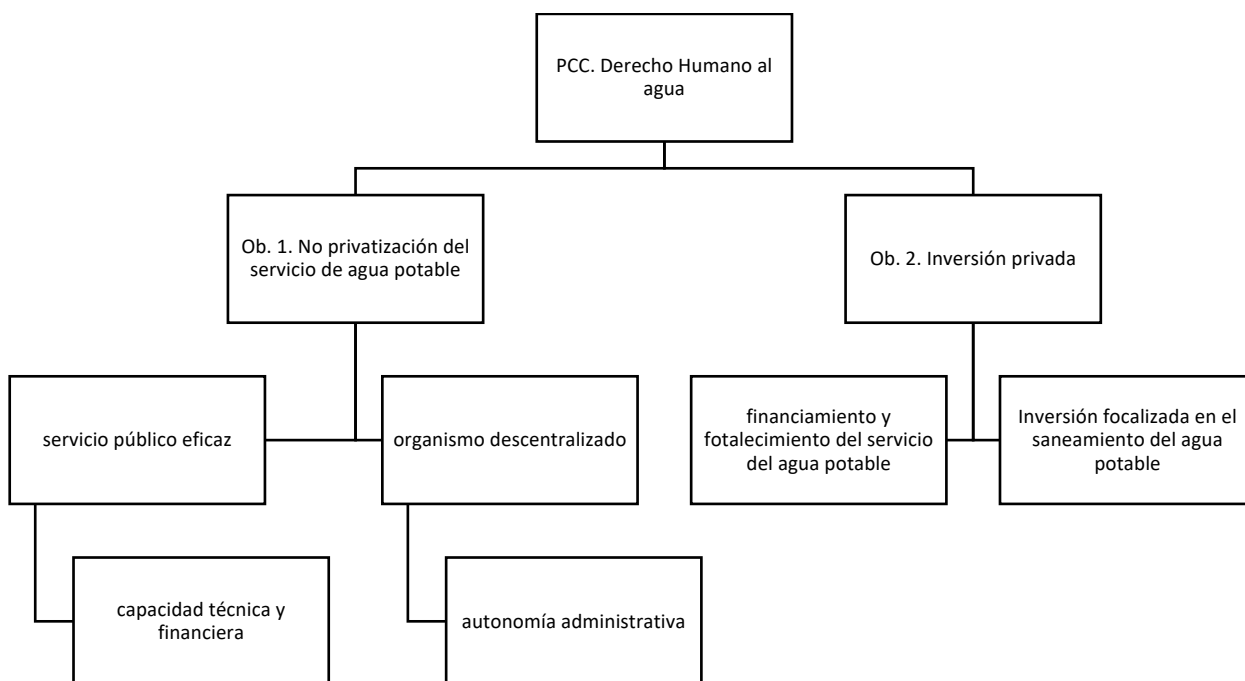 PCC. Derecho Humano al
agua
Ob. 1. No privatización del
servicio de agua potable
Ob. 2. Inversión privada
servicio público eficaz
organismo descentralizado
financiamiento y
fotalecimiento del servicio
del agua potable
Inversión focalizada en el
saneamiento del agua
potable
capacidad técnica y
financiera
autonomía administrativa